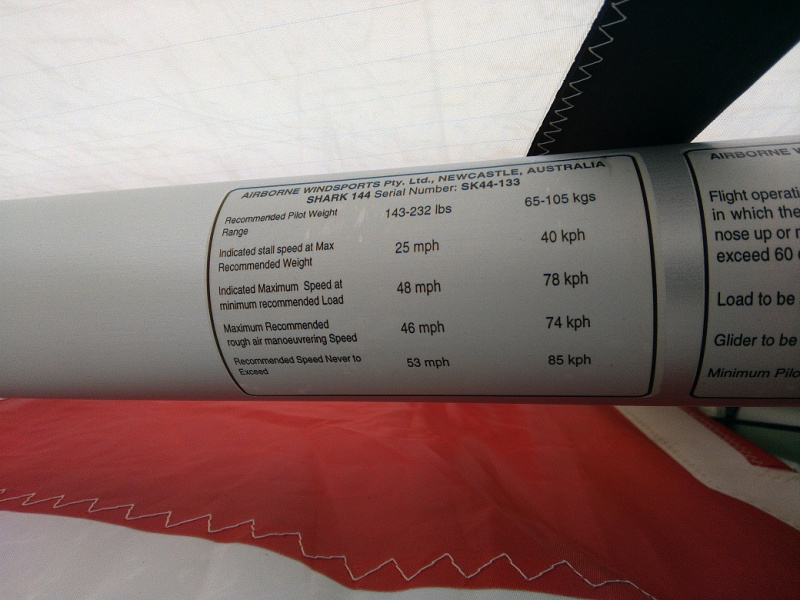 AIRBORNE WINDSPORTS Pty. Ltd., NEWCASTLE, AUSTRALIA
SHARK 144 Serial Number: SK44-133
Recommended Pilot Weight Range 143-232 lbs 65-105 kgs
Indicated stall speed at Max Recommended Weight 25 mph 40 kph
Indicated Maximum Speed at minimum recommended Load 48 mph 78 kph
Maximum Recommended rough air manoeuvrering Speed 46 mph 74 kph
Recommended Speed Never to Exceed 53 mph 85 kph
AIRBORNE W
Flight operati
in which the
nose up or
exceed 60
Load to be
Glider to be
Minimum Pilo